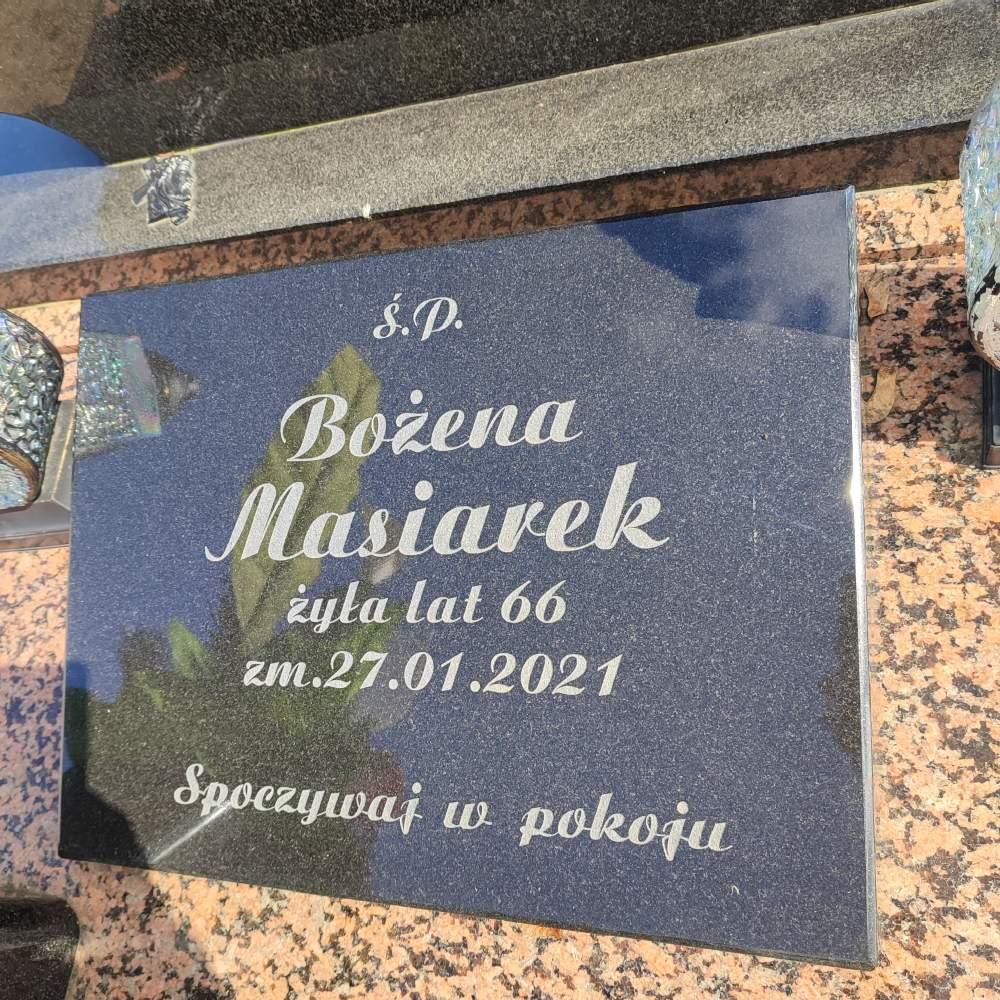 ś.P.
Bożena
Masiarek
żyła lat 66
zm.27.01.2021
Spoczywaj w pokoju